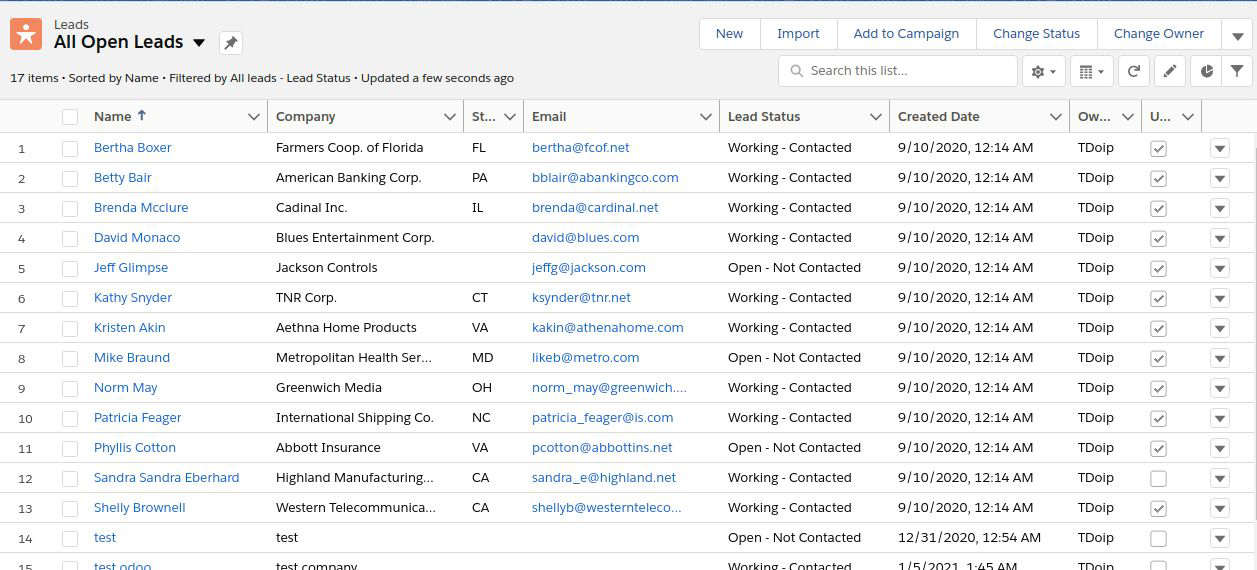 Leads
All Open Leads
New Import Add to Campaign Change Status Change Owner
17 items • Sorted by Name • Filtered by All leads - Lead Status • Updated a few seconds ago
Search this list...
Name Company St... Email Lead Status Created Date Ow... U...
1 Bertha Boxer Farmers Coop. of Florida FL bertha@fcof.net Working - Contacted 9/10/2020, 12:14 AM TDoip
2 Betty Bair American Banking Corp. PA bblair@abankingco.com Working - Contacted 9/10/2020, 12:14 AM TDoip
3 Brenda Mcclure Cadinal Inc. IL brenda@cardinal.net Working - Contacted 9/10/2020, 12:14 AM TDoip
4 David Monaco Blues Entertainment Corp. david@blues.com Working - Contacted 9/10/2020, 12:14 AM TDoip
5 Jeff Glimpse Jackson Controls jeffg@jackson.com Open - Not Contacted 9/10/2020, 12:14 AM TDoip
6 Kathy Snyder TNR Corp. CT ksynder@tnr.net Working - Contacted 9/10/2020, 12:14 AM TDoip
7 Kristen Akin Aethna Home Products VA kakin@athenahome.com Working - Contacted 9/10/2020, 12:14 AM TDoip
8 Mike Braund Metropolitan Health Ser... MD likeb@metro.com Open - Not Contacted 9/10/2020, 12:14 AM TDoip
9 Norm May Greenwich Media OH norm_may@greenwich.... Working - Contacted 9/10/2020, 12:14 AM TDoip
10 Patricia Feager International Shipping Co. NC patricia_feager@is.com Working - Contacted 9/10/2020, 12:14 AM TDoip
11 Phyllis Cotton Abbott Insurance VA pcotton@abbottins.net Open - Not Contacted 9/10/2020, 12:14 AM TDoip
12 Sandra Sandra Eberhard Highland Manufacturing... CA sandra_e@highland.net Working - Contacted 9/10/2020, 12:14 AM TDoip
13 Shelly Brownell Western Telecommunica... CA shellyb@westernteleco... Working - Contacted 9/10/2020, 12:14 AM TDoip
14 test test Open - Not Contacted 12/31/2020, 12:54 AM TDoip
15 test odoo test company Working - Contacted 1/5/2021, 1:45 AM TDoip